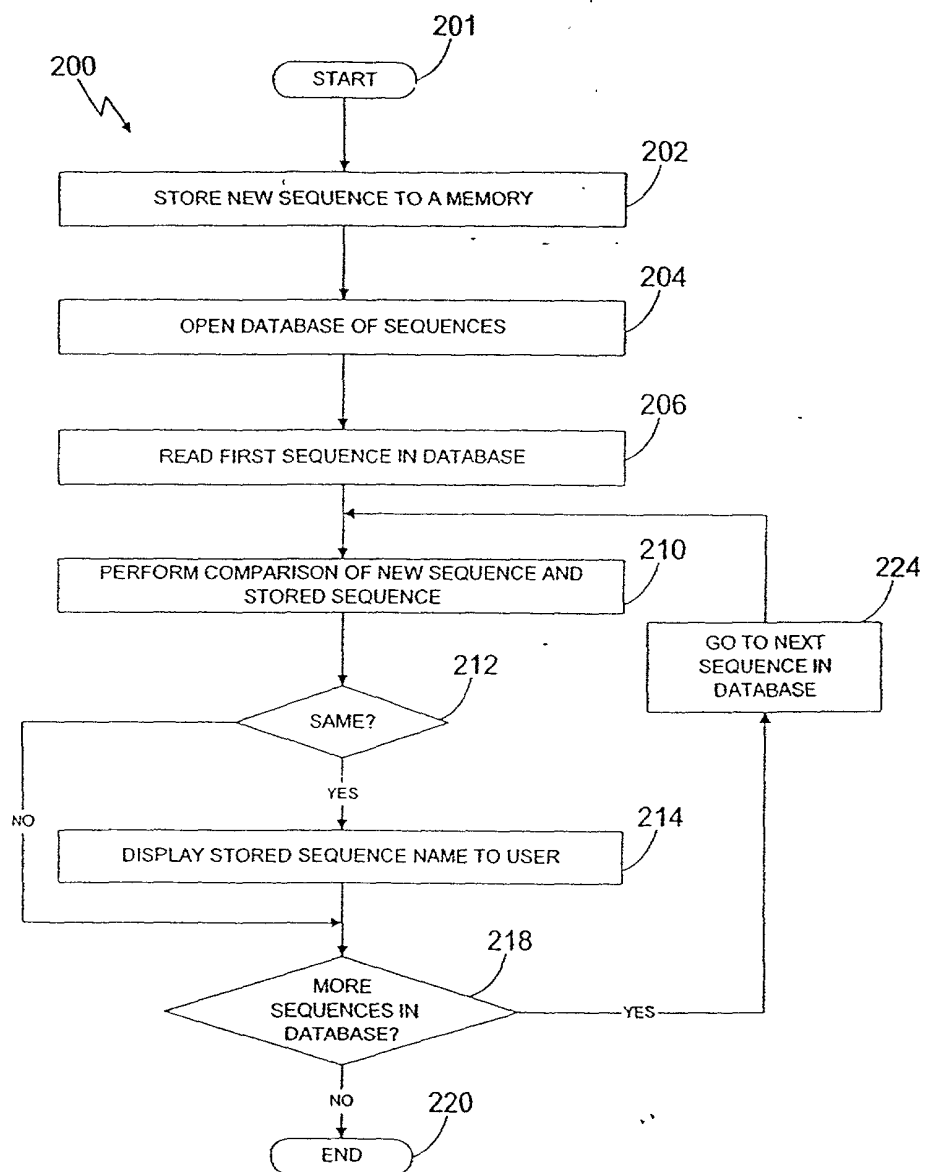 201
200
START
202
STORE NEW SEQUENCE TO A MEMORY
204
OPEN DATABASE OF SEQUENCES
206
READ FIRST SEQUENCE IN DATABASE
210
PERFORM COMPARISON OF NEW SEQUENCE AND
STORED SEQUENCE
224
GO TO NEXT
SEQUENCE IN
DATABASE
212
SAME?
YES
NO
214
DISPLAY STORED SEQUENCE NAME TO USER
218
MORE
SEQUENCES IN
DATABASE?
YES
NO
220
END